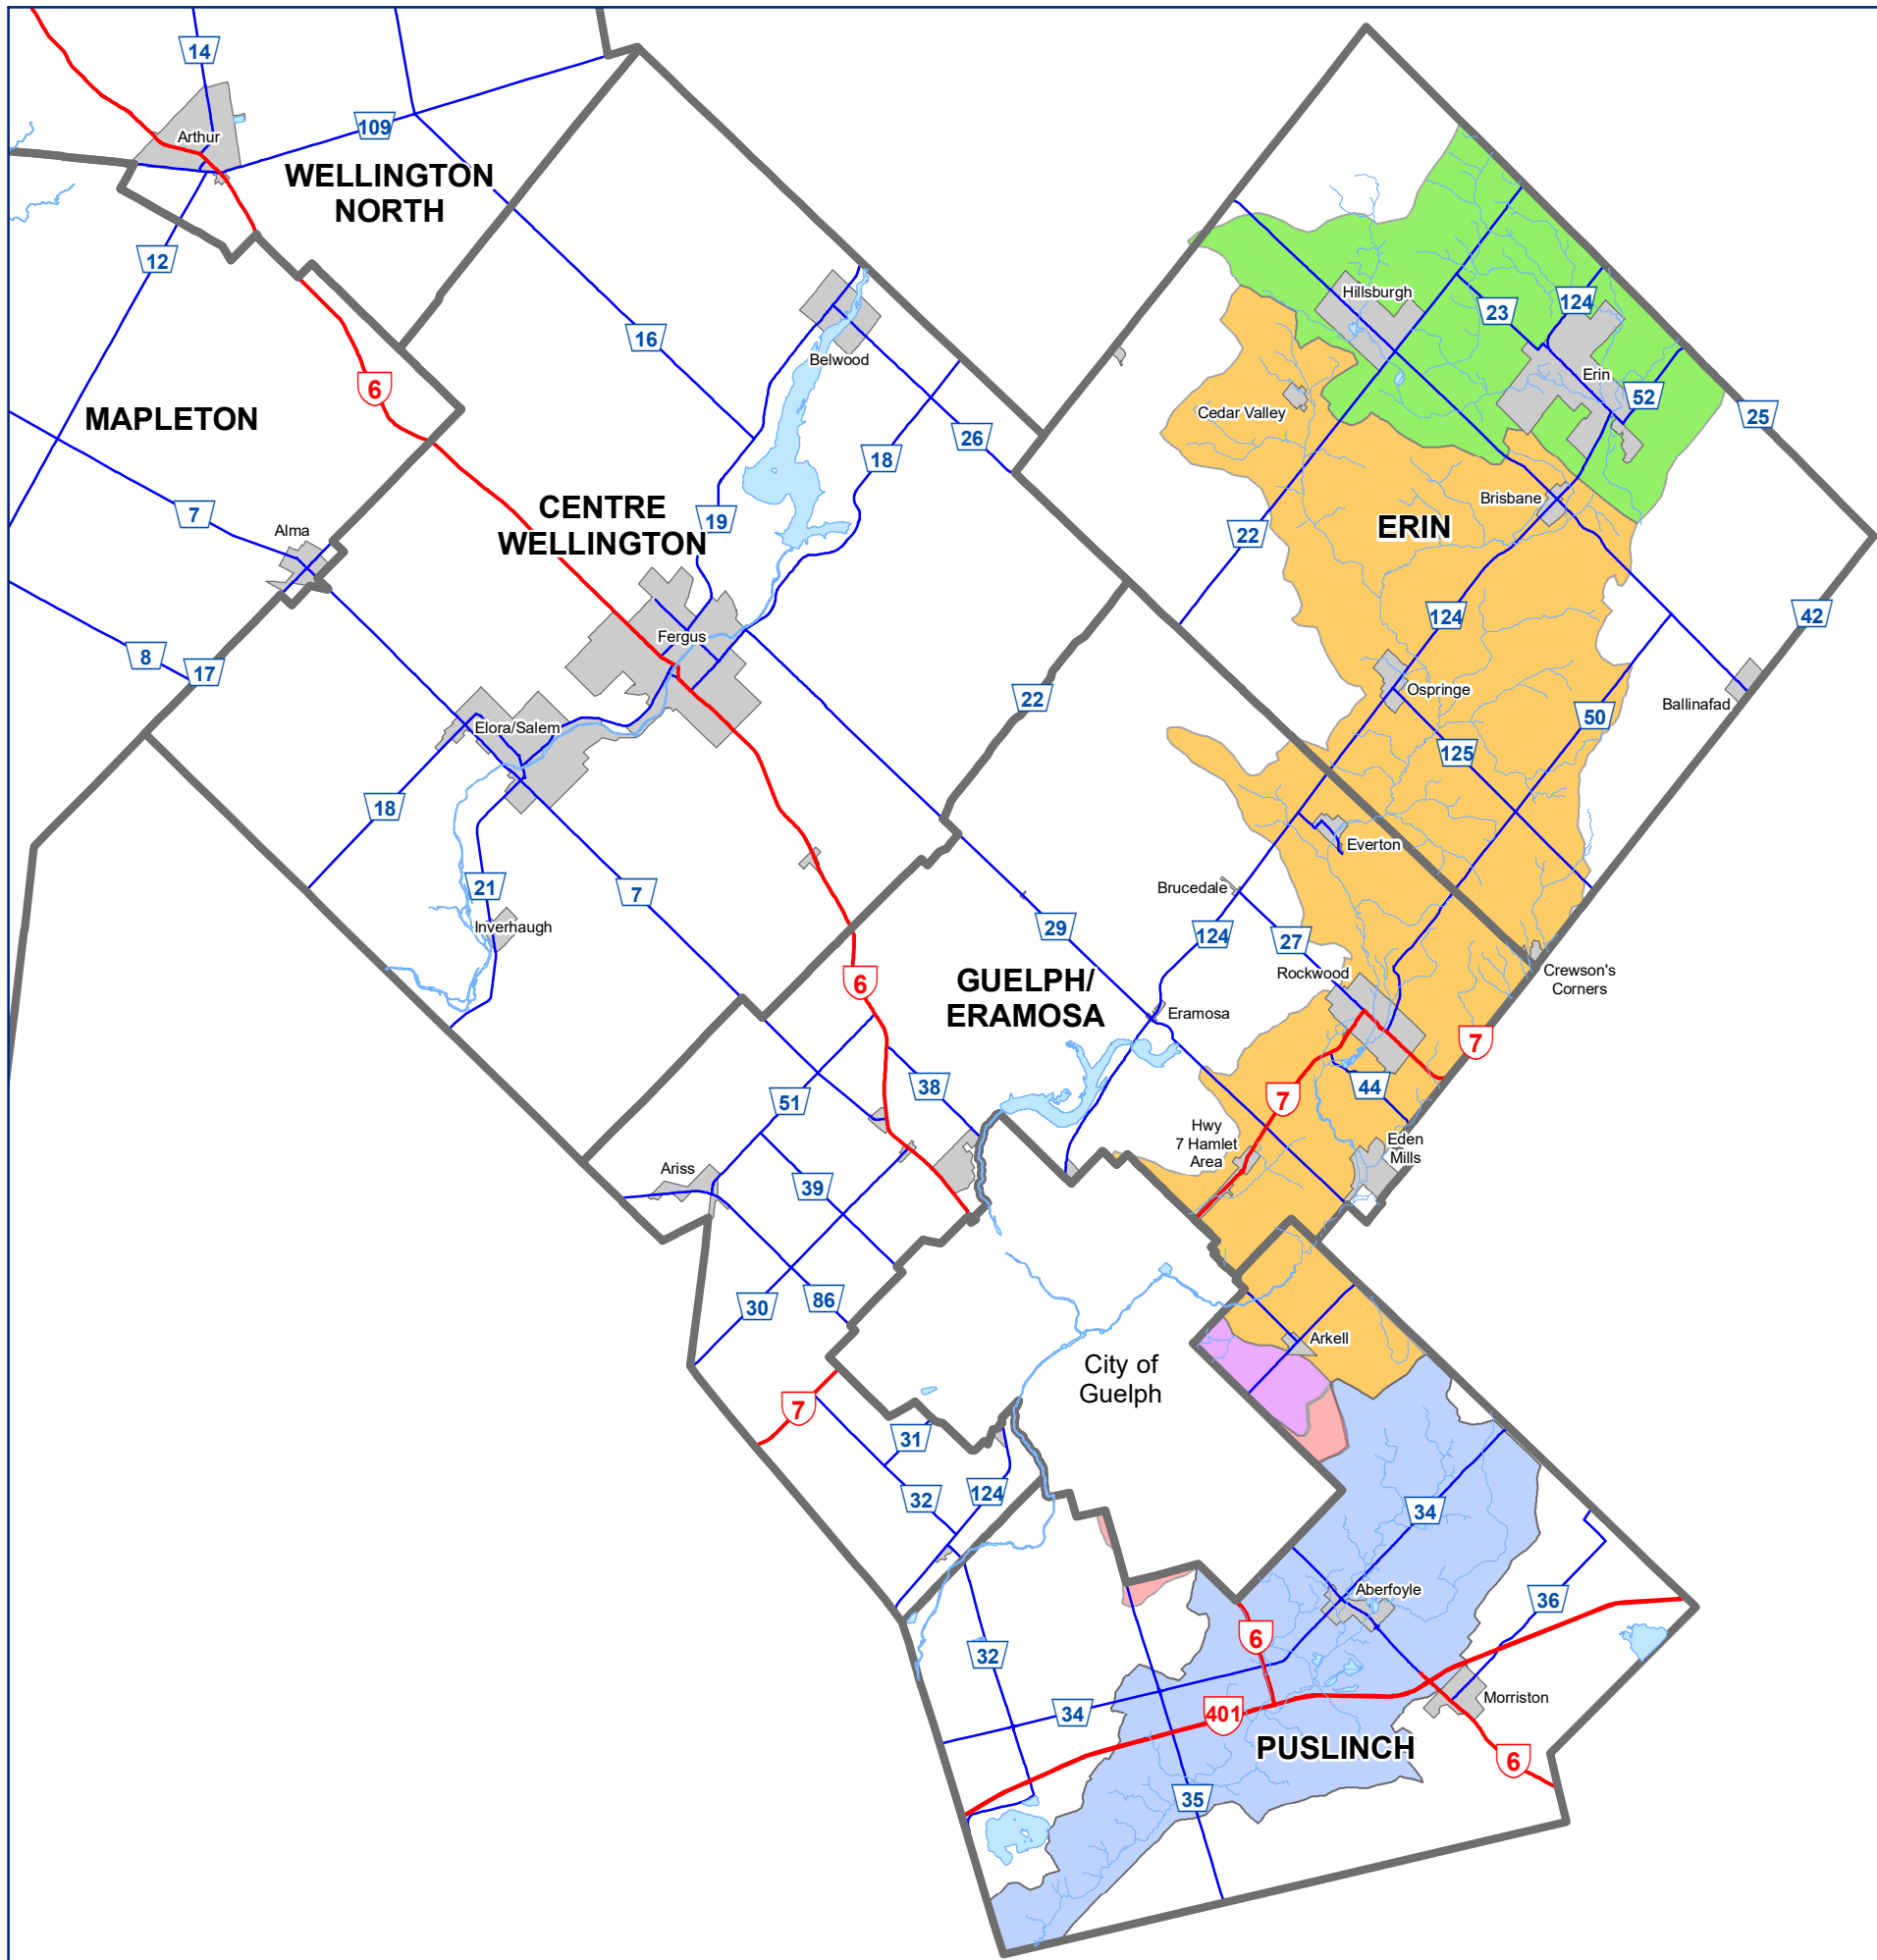 14
Arthur
109
WELLINGTON
NORTH
12
6
MAPLETON
16
Belwood
26
18
7
Alma
CENTRE
WELLINGTON
19
8
17
Fergus
Elora/Salem
18
21
Inverhaugh
7
22
Hillsburgh
23
124
Erin
52
25
Cedar Valley
Brisbane
22
ERIN
124
42
Ospringe
50
Ballinafad
125
Everton
Brucedale
29
124
27
Rockwood
Crewson's
Corners
6
GUELPH/
ERAMOSA
Eramosa
7
38
51
7
44
Hwy
7 Hamlet
Area
Eden
Mills
Ariss
39
30
86
Arkell
City of
Guelph
7
31
32
124
34
Aberfoyle
36
6
32
34
401
Morriston
PUSLINCH
6
35